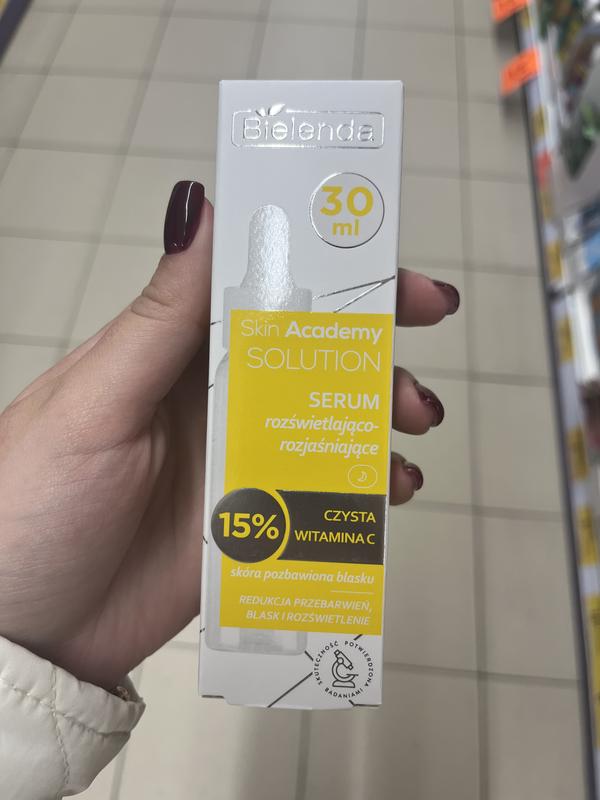 Bielenda
30
ml
Skin Academy
SOLUTION
SERUM
rozświetlająco-
rozjaśniające
15%
CZYSTA
WITAMINA C
skóra pozbawiona blasku
REDUKCJA PRZEBARWIEŃ,
BLASK I ROZŚWIETLENIE
SKUTECZNOŚĆ POTWIERDZONA BADANIAMI